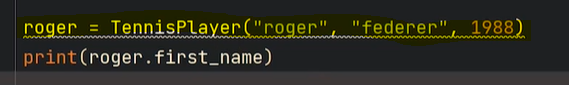 roger = TennisPlayer("roger", "federer", 1988)
print(roger.first_name)